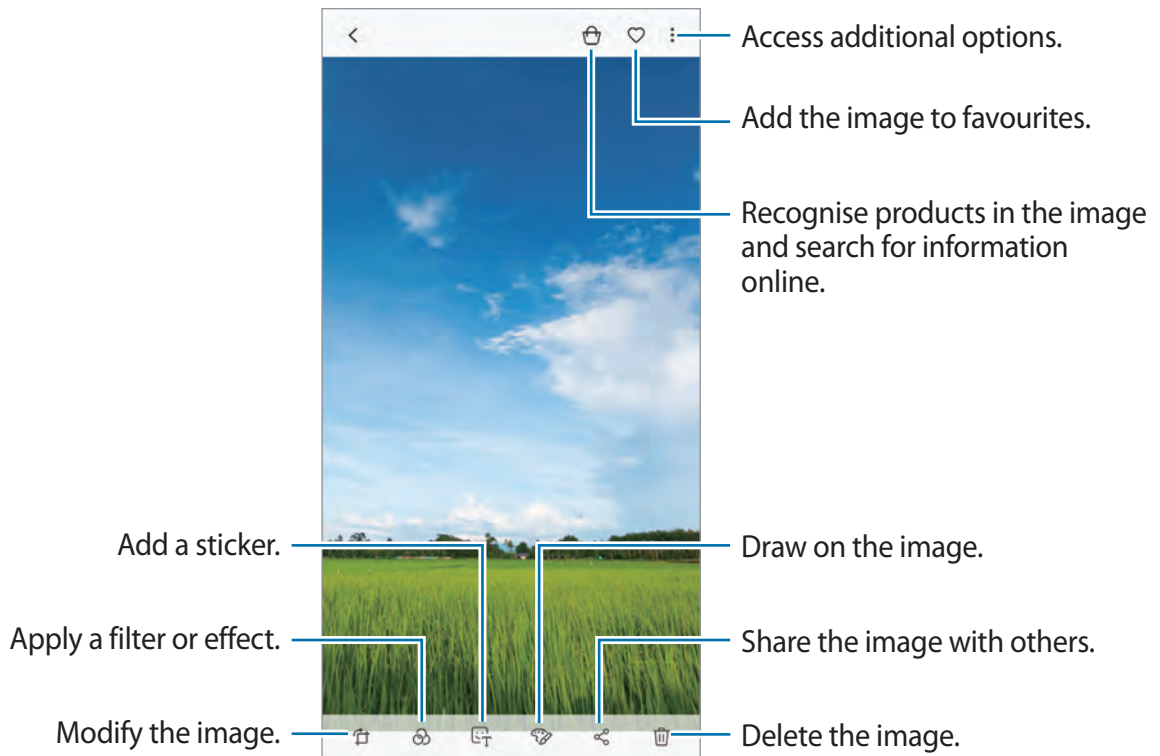 Access additional options.
Add the image to favourites.
Recognise products in the image
and search for information
online.
Add a sticker.
Draw on the image.
Apply a filter or effect.
Share the image with others.
Modify the image.
Delete the image.